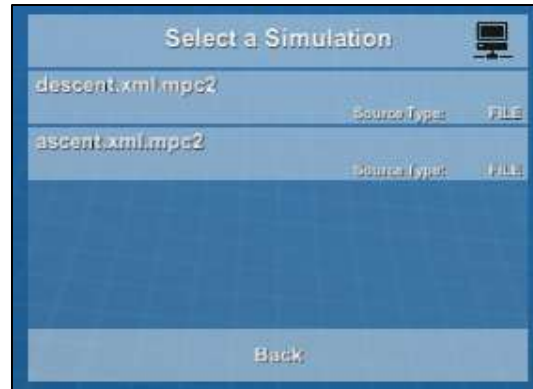 Select a Simulation
descent.xml.mpc2
Source Type: FILE
ascent.xml.mpc2
Source Type: FILE
Back